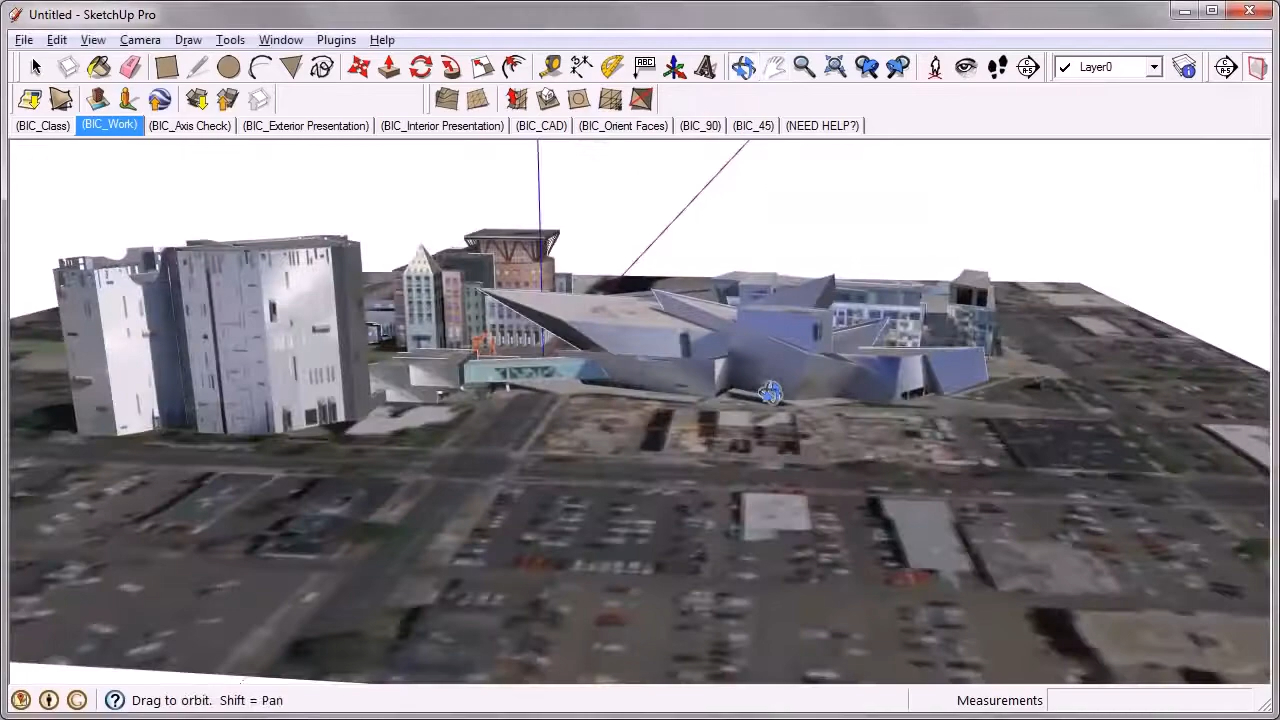 Untitled - SketchUp Pro
File Edit View Camera Draw Tools Window Plugins Help
ABC
Layer0
(BIC_Class) (BIC_Work) (BIC_Axis Check) (BIC_Exterior Presentation) (BIC_Interior Presentation) (BIC_CAD) (BIC_Orient Faces) (BIC_90) (BIC_45) (NEED HELP?)
Drag to orbit. Shift = Pan
Measurements